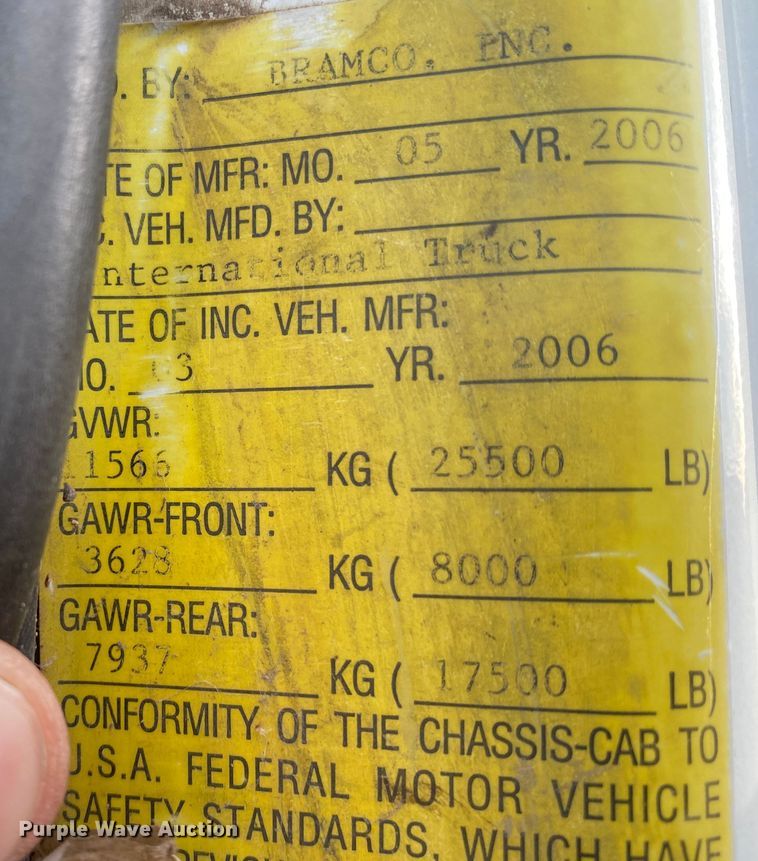 . BY: BRAMCO, INC.
TE OF MFR: MO. 05 YR. 2006
. VEH. MFD. BY:
nternational Truck
ATE OF INC. VEH. MFR:
O. 03 YR. 2006
GVWR:
11566 KG ( 25500 LB)
GAWR-FRONT:
3628 KG ( 8000 LB)
GAWR-REAR:
7937 KG ( 17500 LB)
CONFORMITY OF THE CHASSIS-CAB TO
U.S.A. FEDERAL MOTOR VEHICLE
SAFETY STANDARDS, WHICH HAVE
Purple Wave Auction